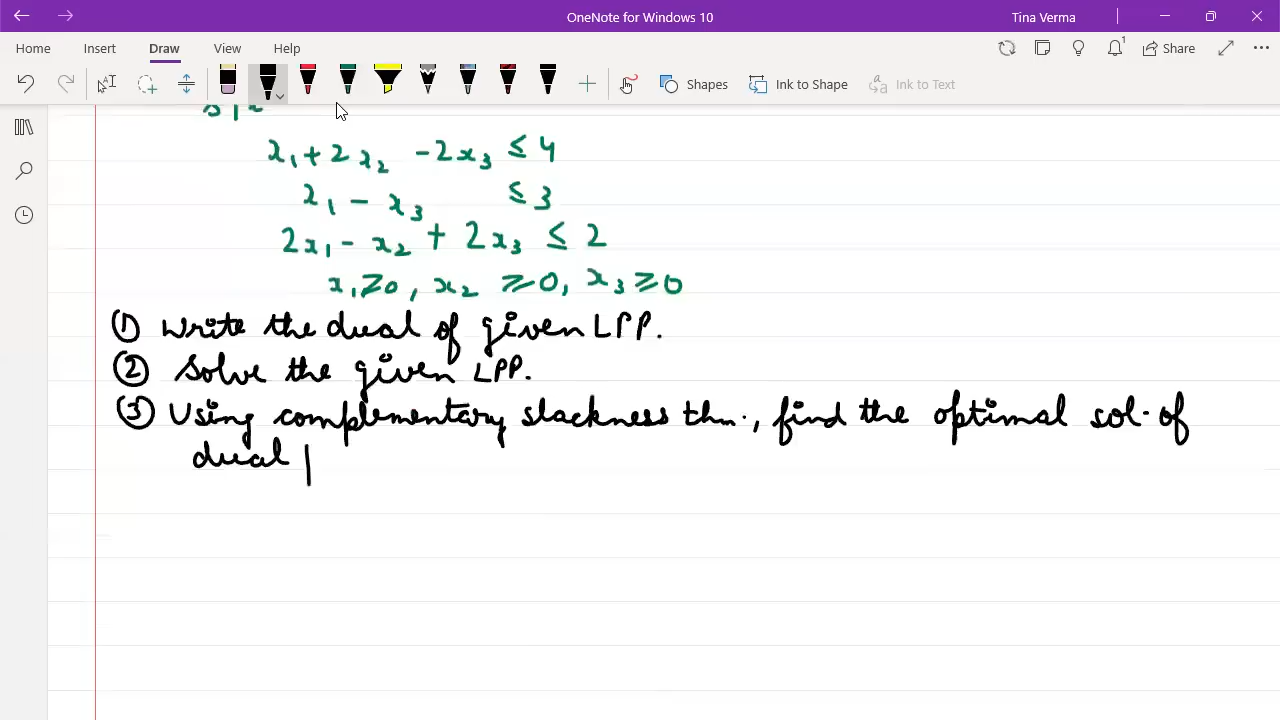 OneNote for Windows 10
Tina Verma
Home Insert Draw View Help
Share
Shapes Ink to Shape Ink to Text
x₁ + 2x₂ - 2x₃ ≤ 4
x₁ - x₃ ≤ 3
2x₁ - x₂ + 2x₃ ≤ 2
x₁ ≥ 0, x₂ ≥ 0, x₃ ≥ 0
① Write the dual of given LPP.
② Solve the given LPP.
③ Using complementary slackness thm., find the optimal sol. of
dual